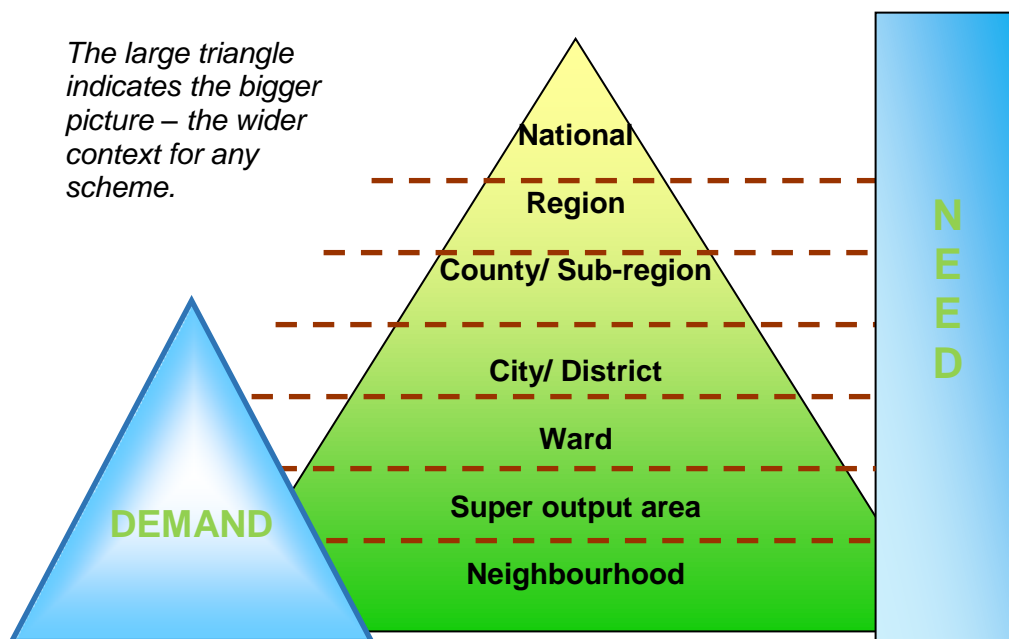 The large triangle
indicates the bigger
picture – the wider
context for any
scheme.
National
Region
County/ Sub-region
City/ District
Ward
Super output area
Neighbourhood
DEMAND
N
E
E
D